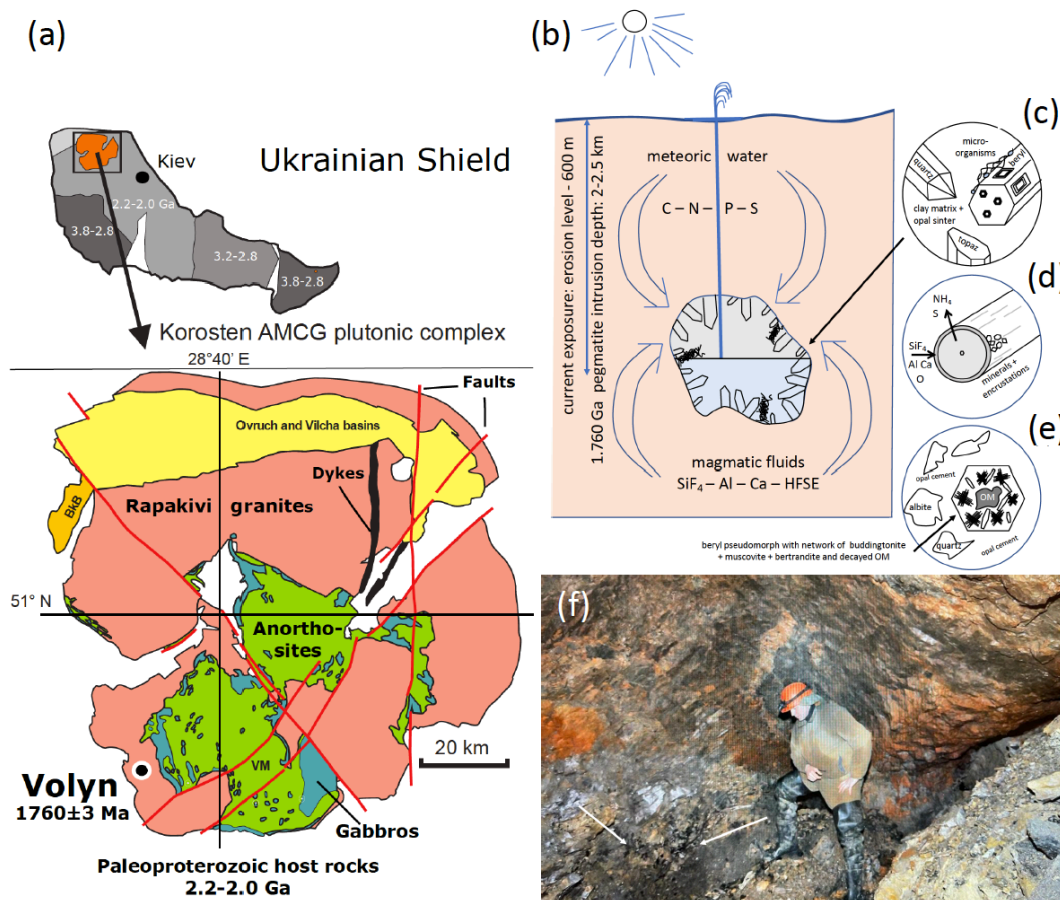 (a)
Ukrainian Shield
Kiev
2.2-2.0 Ga
3.8-2.8
3.2-2.8
3.8-2.8
Korosten AMCG plutonic complex
28°40’ E
Faults
Ovruch and Vilcha basins
Dykes
BkB
Rapakivi granites
51° N
Anortho-
sites
20 km
VM
Volyn
1760±3 Ma
Gabbros
Paleoproterozoic host rocks
2.2-2.0 Ga
(b)
current exposure: erosion level - 600 m
1.760 Ga pegmatite intrusion depth: 2-2.5 km
meteoric water
C – N – P – S
magmatic fluids
SiF₄ – Al – Ca – HFSE
(c)
micro-
organisms
quartz
beryl
clay matrix +
opal sinter
topaz
(d)
NH₄
S
SiF₄
Al Ca
O
minerals +
encrustations
(e)
opal cement
OM
albite
quartz
opal cement
beryl pseudomorph with network of buddingtonite
+ muscovite + bertrandite and decayed OM
(f)